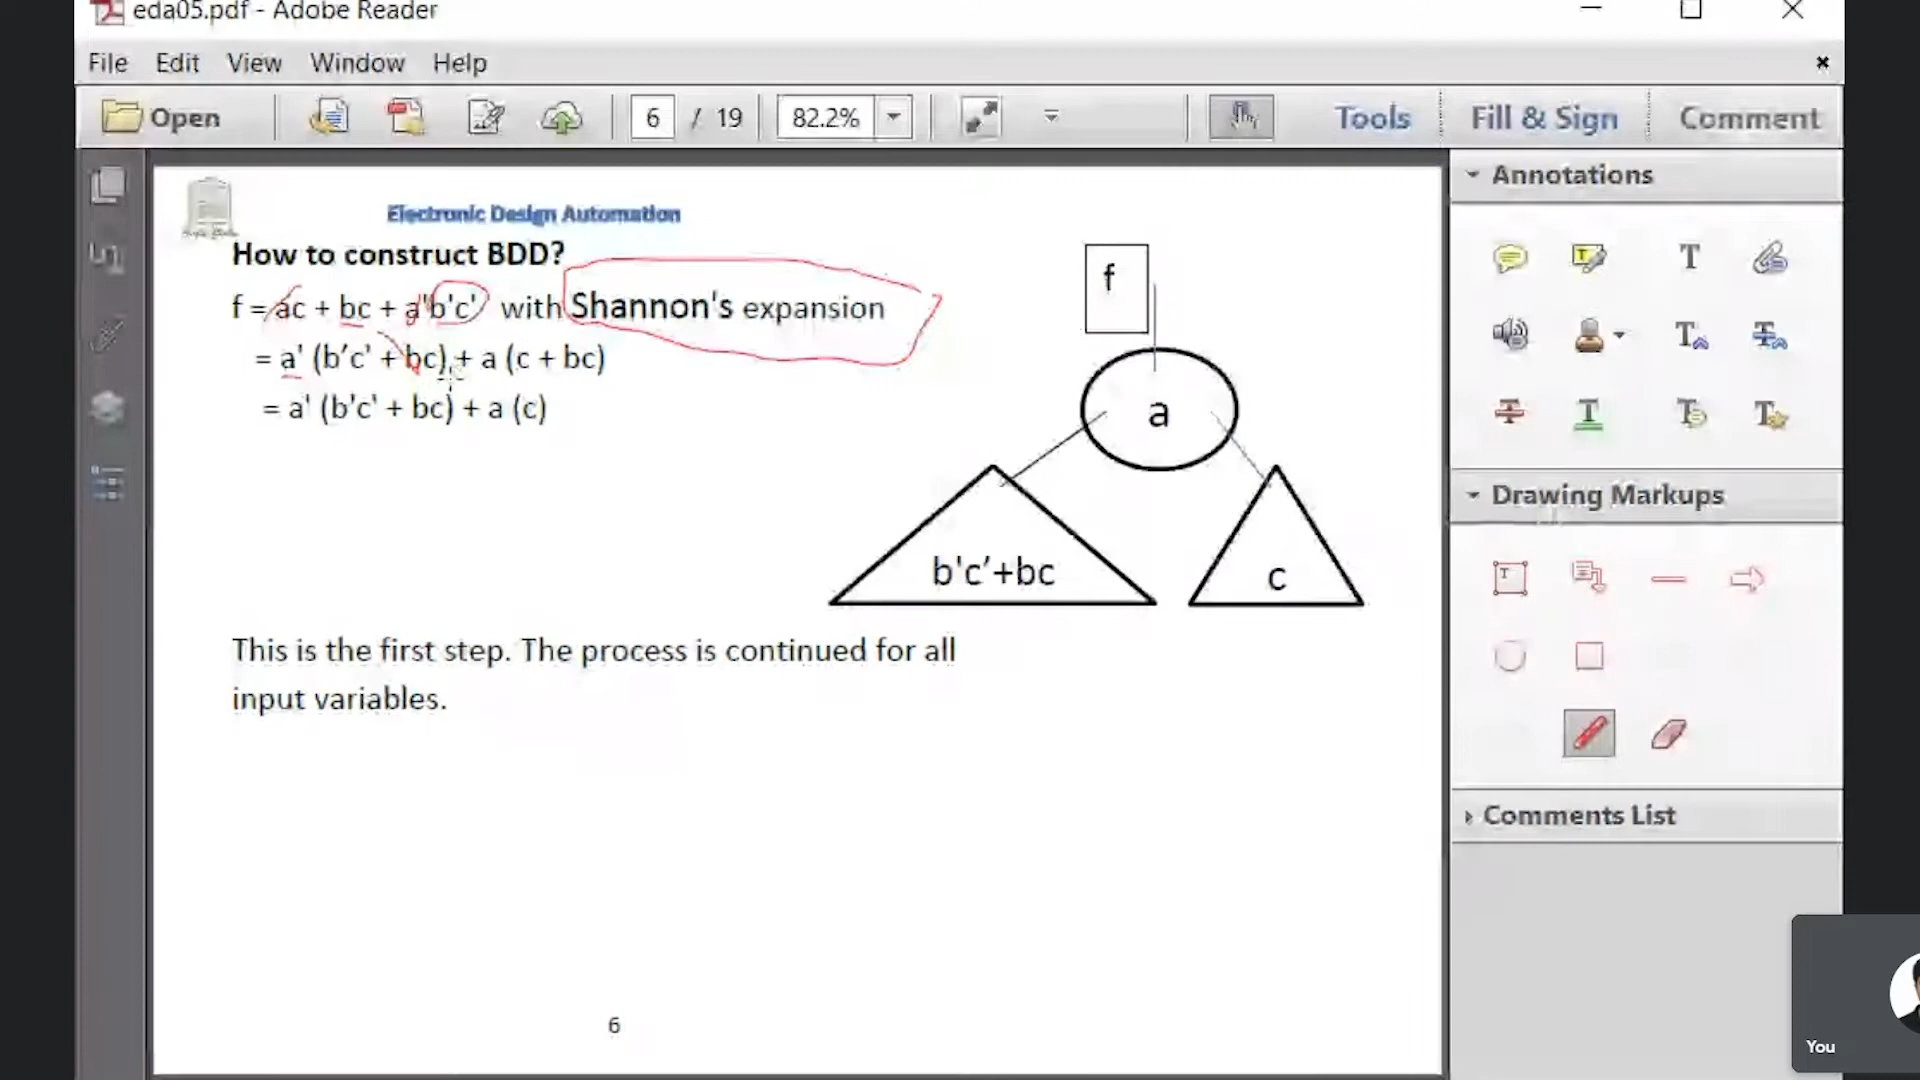 eda05.pdf - Adobe Reader
File Edit View Window Help
Open 6 / 19 82.2% Tools Fill & Sign Comment
Annotations
Drawing Markups
Comments List
Electronic Design Automation
How to construct BDD?
f = ac + bc + a'b'c' with Shannon's expansion
= a' (b'c' + bc) + a (c + bc)
= a' (b'c' + bc) + a (c)
f
a
b'c'+bc
c
This is the first step. The process is continued for all
input variables.
6
You